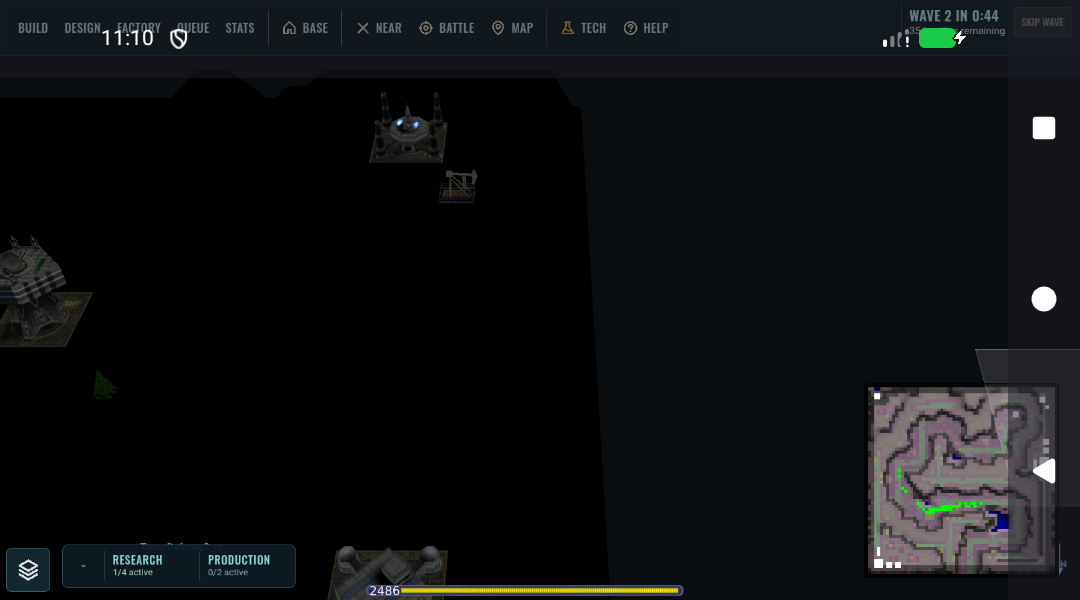 BUILD DESIGN FACTORY QUEUE STATS BASE NEAR BATTLE MAP TECH HELP
WAVE 2 IN 0:44
SKIP WAVE
11:10
remaining
RESEARCH
1/4 active
PRODUCTION
0/2 active
-
2486
N